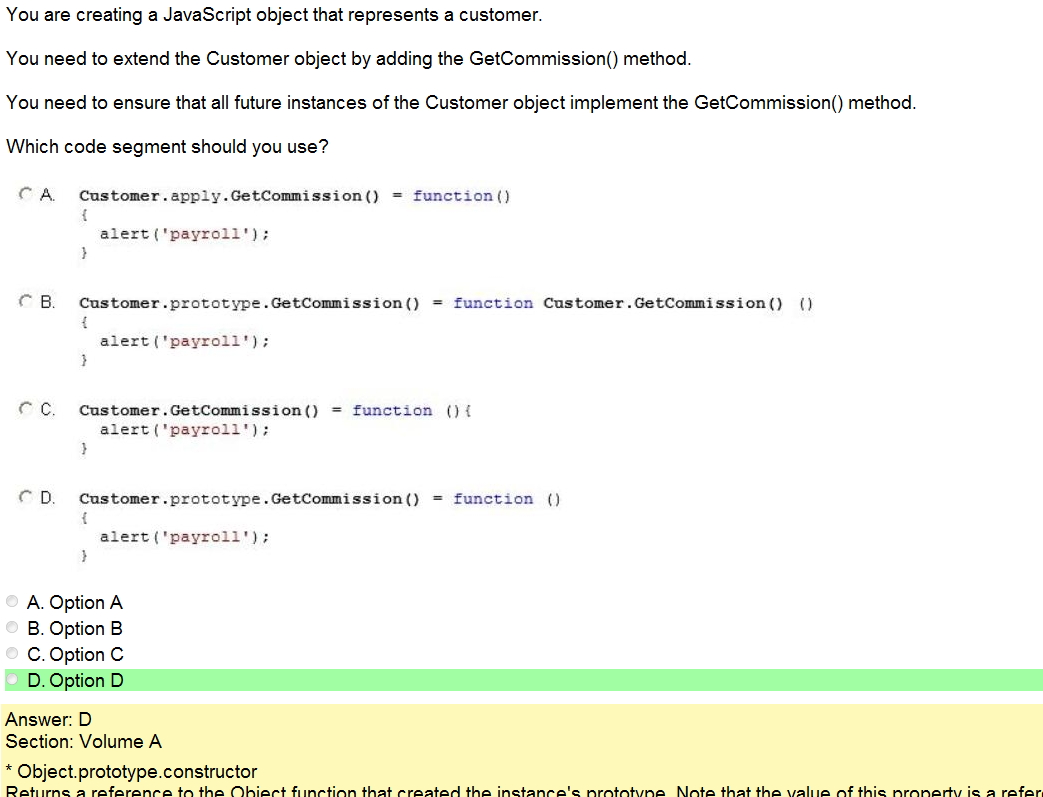 You are creating a JavaScript object that represents a customer.
You need to extend the Customer object by adding the GetCommission() method.
You need to ensure that all future instances of the Customer object implement the GetCommission() method.
Which code segment should you use?
A. Customer.apply.GetCommission() = function()
{
alert('payroll');
}
B. Customer.prototype.GetCommission() = function Customer.GetCommission() ()
{
alert('payroll');
}
C. Customer.GetCommission() = function (){
alert('payroll');
}
D. Customer.prototype.GetCommission() = function ()
{
alert('payroll');
}
A. Option A
B. Option B
C. Option C
D. Option D
Answer: D
Section: Volume A
* Object.prototype.constructor
Returns a reference to the Object function that created the instance's prototype. Note that the value of this property is a refer